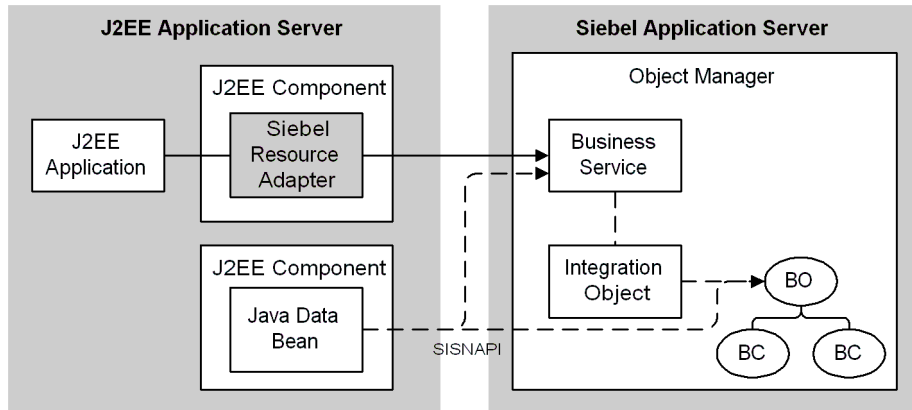 J2EE Application Server
J2EE Component
Siebel
Resource
Adapter
J2EE
Application
J2EE Component
Java Data
Bean
SISNAPI
Siebel Application Server
Object Manager
Business
Service
Integration
Object
BO
BC
BC